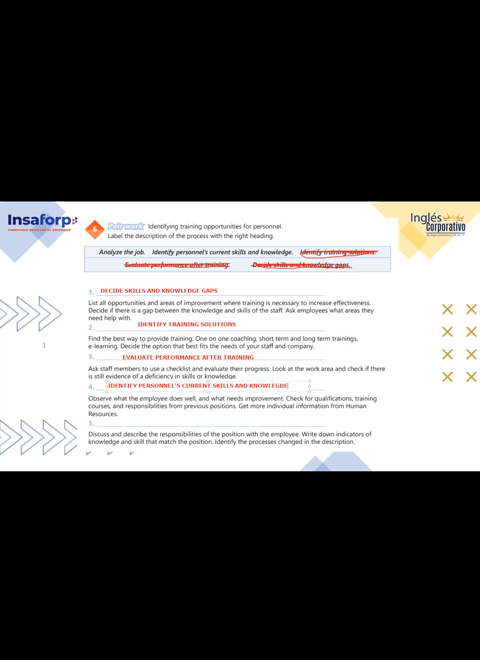 Insaforp
Inglés
Corporativo
6 Pair work Identifying training opportunities for personnel.
Label the description of the process with the right heading.
Analyze the job. Identify personnel's current skills and knowledge. Identify training solutions.
Evaluate performance after training. Decide skills and knowledge gaps.
1. DECIDE SKILLS AND KNOWLEDGE GAPS
List all opportunities and areas of improvement where training is necessary to increase effectiveness.
Decide if there is a gap between the knowledge and skills of the staff. Ask employees what areas they
need help with.
2. IDENTIFY TRAINING SOLUTIONS
Find the best way to provide training: One on one coaching, short term and long term trainings,
e-learning. Decide the option that best fits the needs of your staff and company.
3. EVALUATE PERFORMANCE AFTER TRAINING
Ask staff members to use a checklist and evaluate their progress. Look at the work area and check if there
is still evidence of a deficiency in skills or knowledge.
4. IDENTIFY PERSONNEL'S CURRENT SKILLS AND KNWLEGDE
Observe what the employee does well, and what needs improvement. Check for qualifications, training
courses, and responsibilities from previous positions. Get more individual information from Human
Resources.
5.
Discuss and describe the responsibilities of the position with the employee. Write down indicators of
knowledge and skill that match the position. Identify the processes changed in the description.